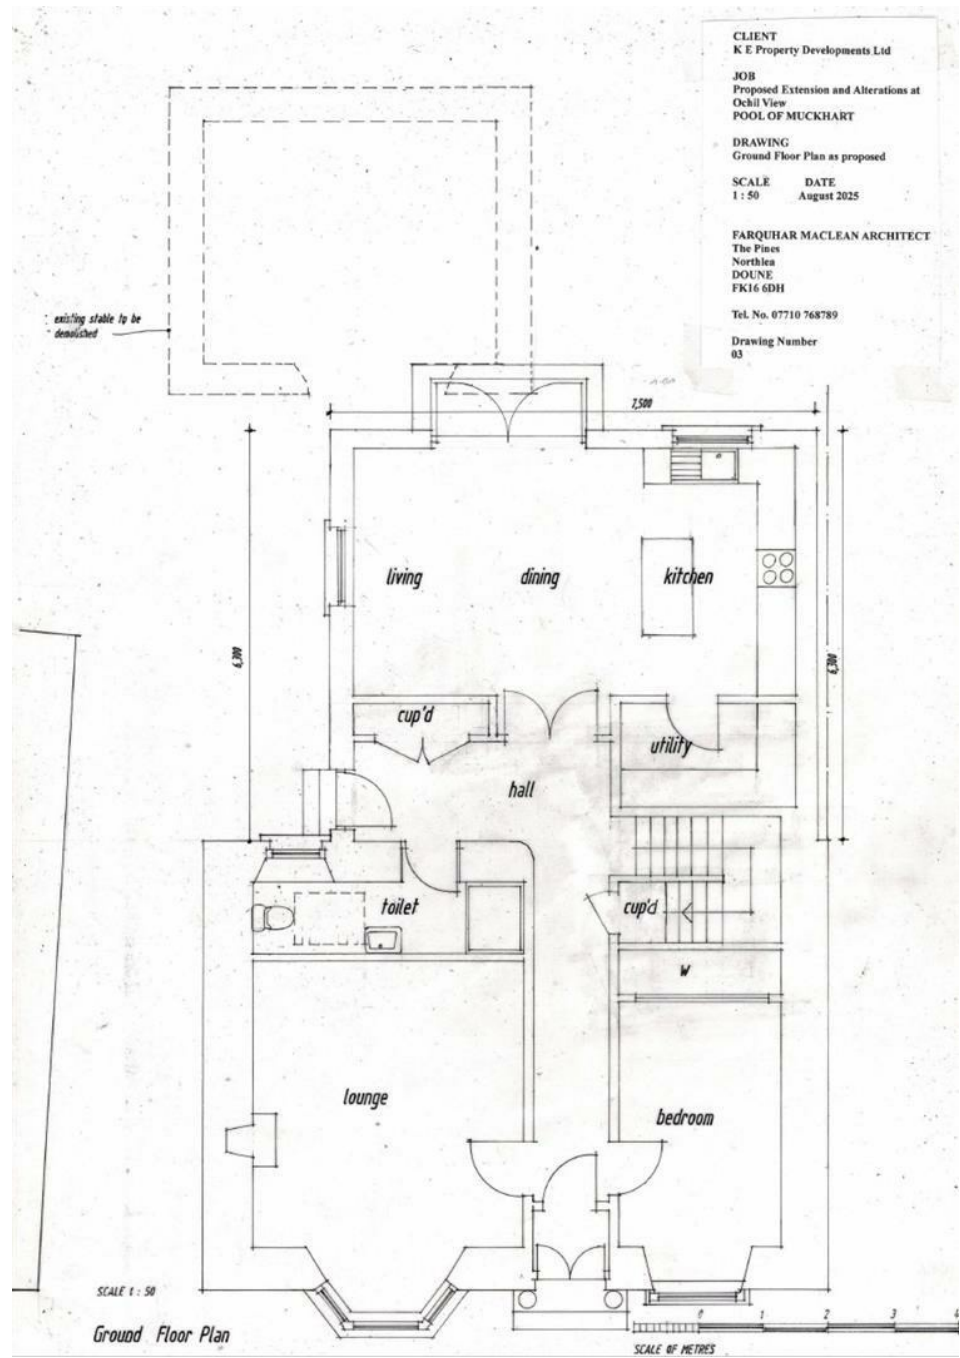 CLIENT
K E Property Developments Ltd
JOB
Proposed Extension and Alterations at
Ochil View
POOL OF MUCKHART
DRAWING
Ground Floor Plan as proposed
SCALE DATE
1 : 50 August 2025
FARQUHAR MACLEAN ARCHITECT
The Pines
Northlea
DOUNE
FK16 6DH
Tel. No. 07710 768789
Drawing Number
03
existing stable to be
demolished
7,500
living
dining
kitchen
6,300
6,300
cup'd
utility
hall
toilet
cup'd
W
lounge
bedroom
SCALE 1 : 50
Ground Floor Plan
0 1 2 3 4
SCALE OF METRES